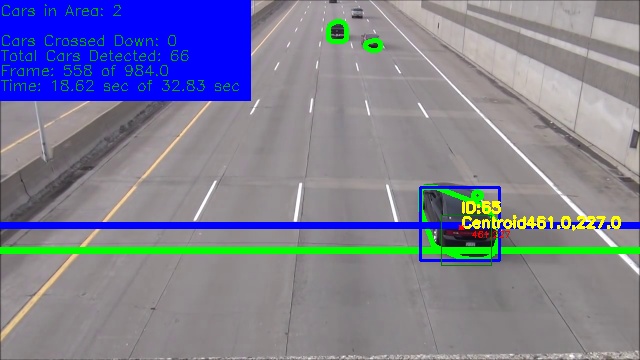 Cars in Area: 2
Cars Crossed Down: 0
Total Cars Detected: 66
Frame: 558 of 984.0
Time: 18.62 sec of 32.83 sec
ID:65
Centroid461.0,227.0